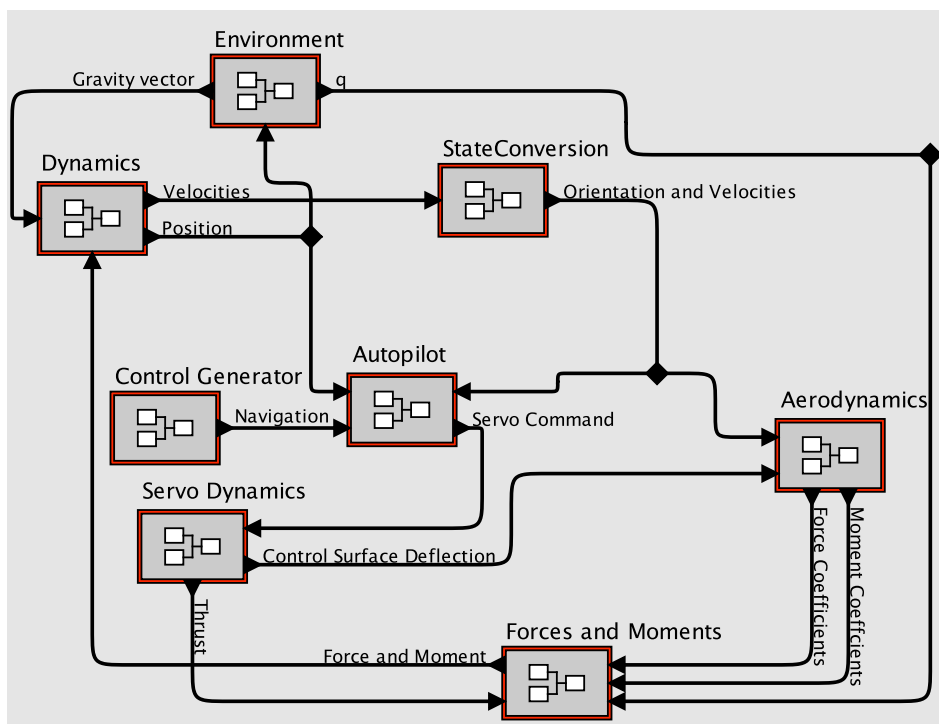 Environment
Gravity vector
q
StateConversion
Dynamics
Velocities
Orientation and Velocities
Position
Autopilot
Control Generator
Aerodynamics
Navigation
Servo Command
Servo Dynamics
Control Surface Deflection
Force Coefficients
Moment Coeffcients
Thrust
Forces and Moments
Force and Moment